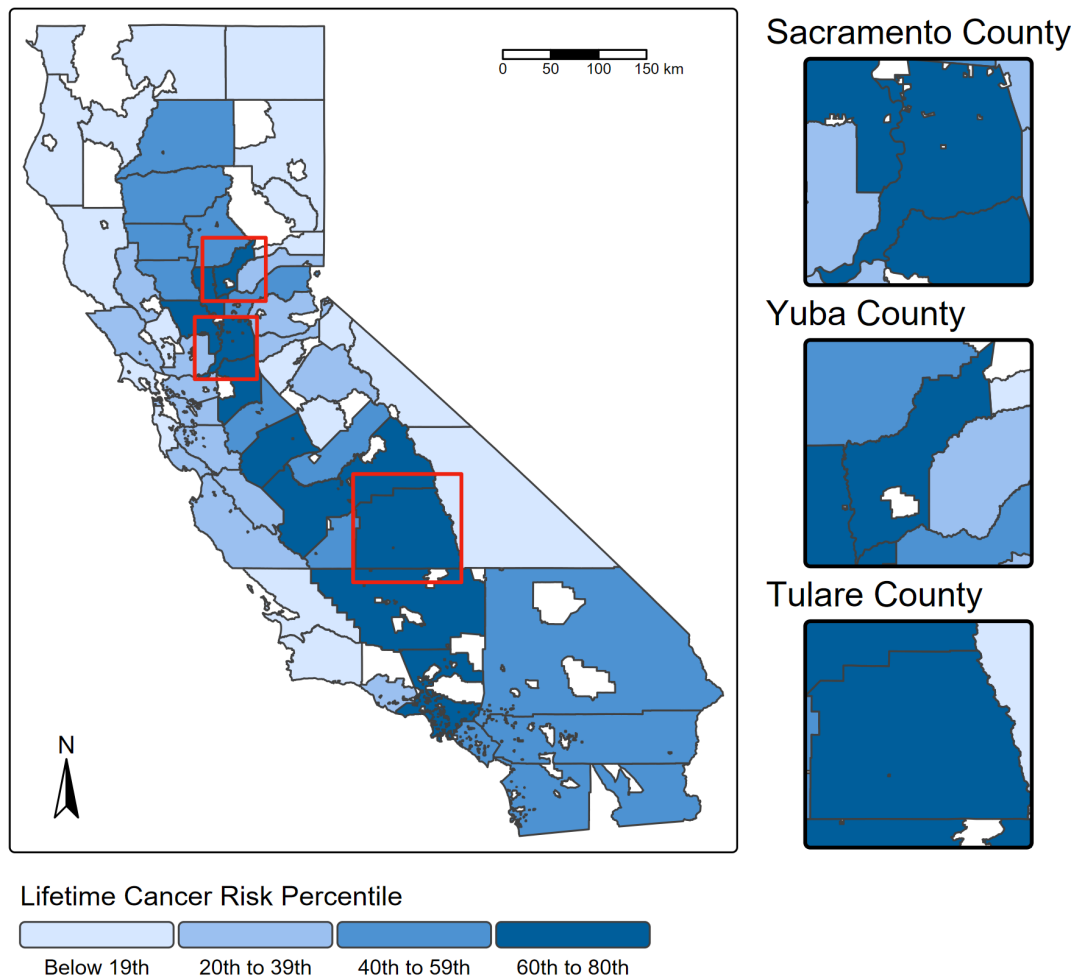 Sacramento County
0 50 100 150 km
Yuba County
Tulare County
N
Lifetime Cancer Risk Percentile
Below 19th 20th to 39th 40th to 59th 60th to 80th